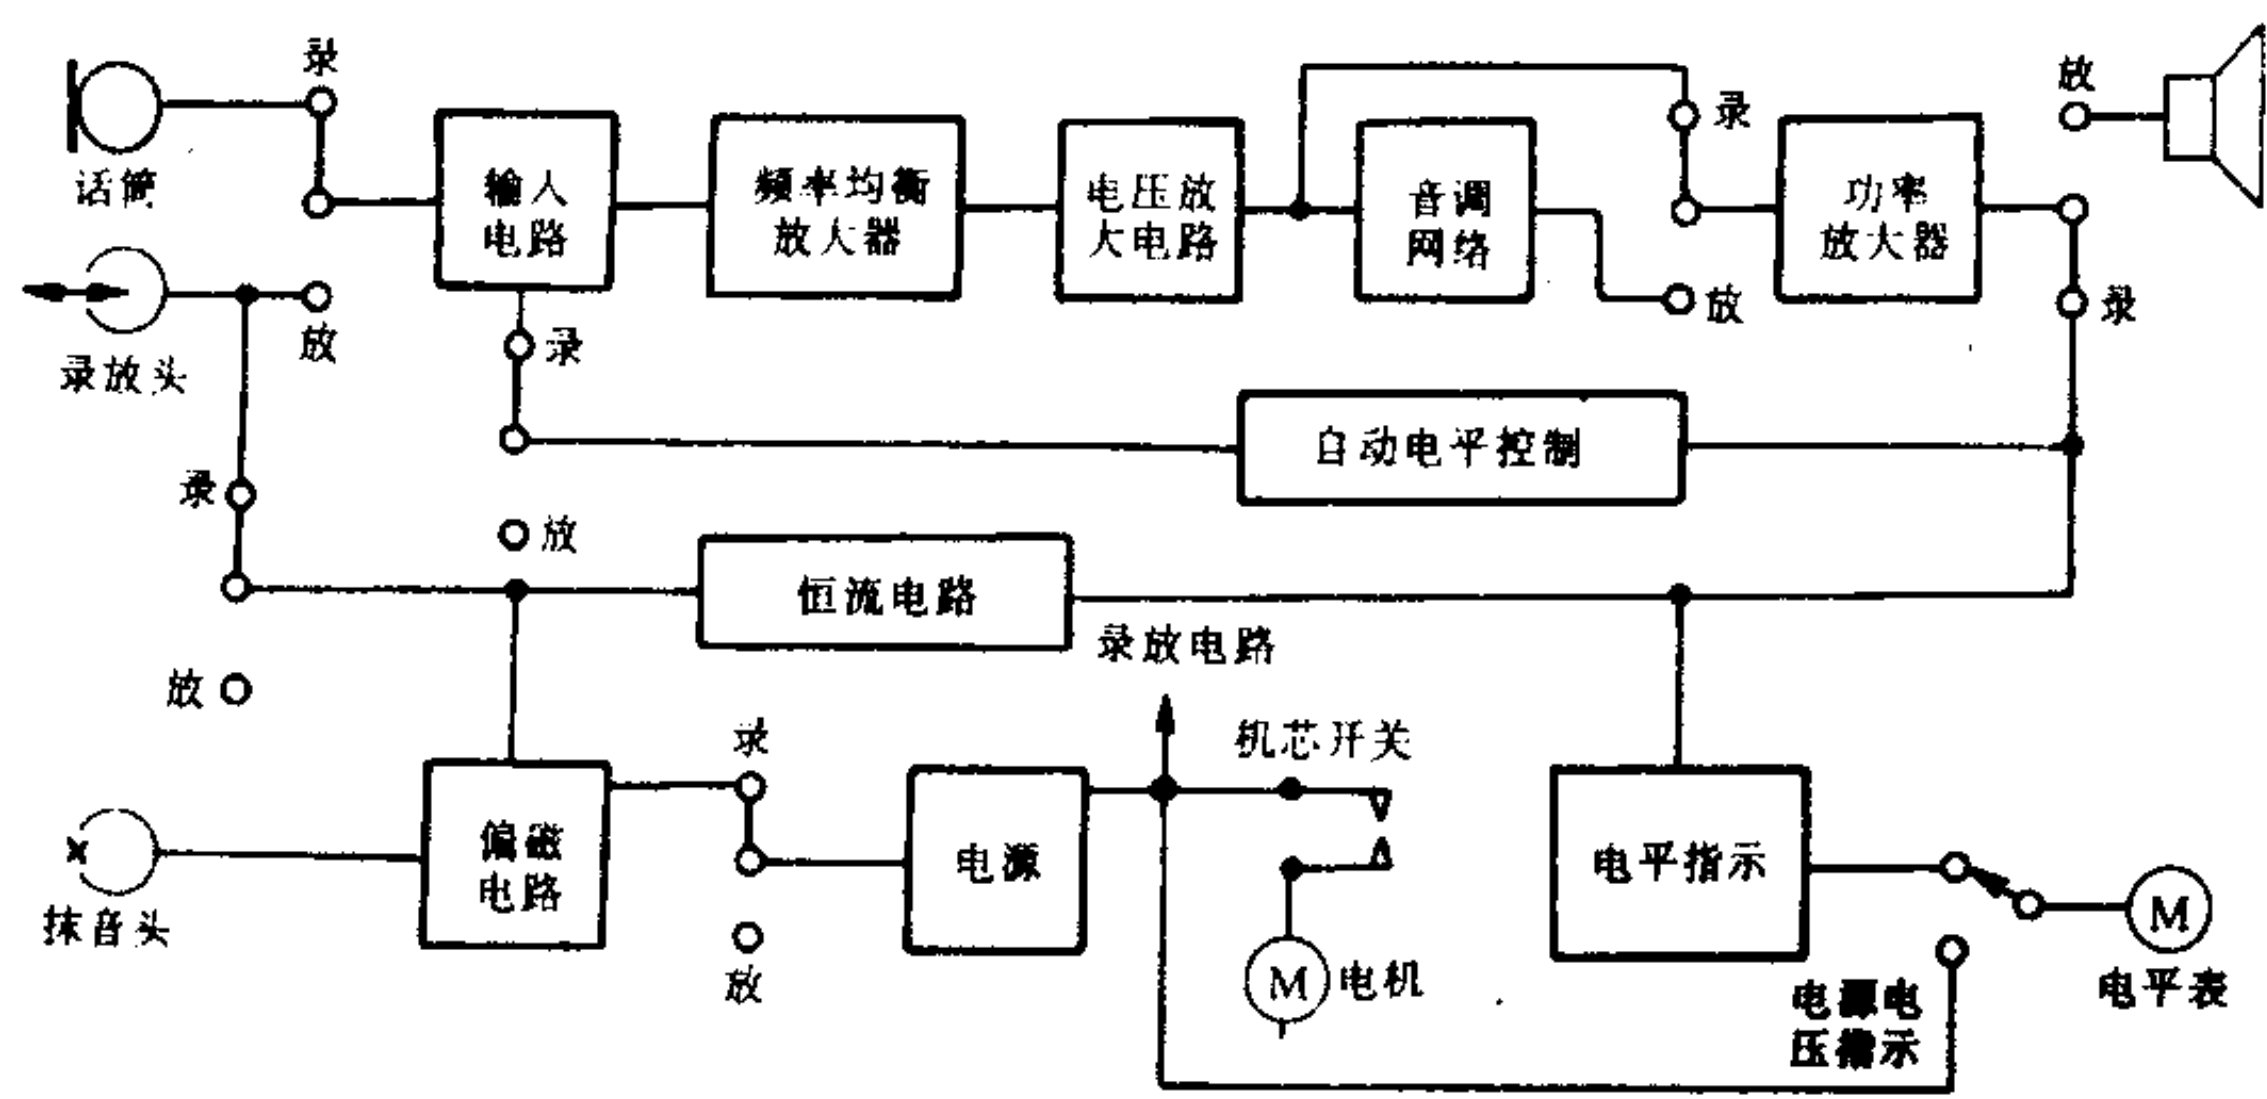 录
放
话筒
输入
电路
频率均衡
放大器
电压放
大电路
音调
网络
录
功率
放大器
放
录
录放头
放
录
自动电平控制
录
放
恒流电路
录放电路
放
录
机芯开关
偏磁
电路
电源
电平指示
M
抹音头
放
M
电机
电源电
压指示
电平表